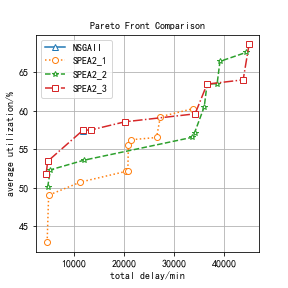 Pareto Front Comparison
NSGAII
SPEA2_1
SPEA2_2
SPEA2_3
average utilization/%
65
60
55
50
45
10000 20000 30000 40000
total delay/min